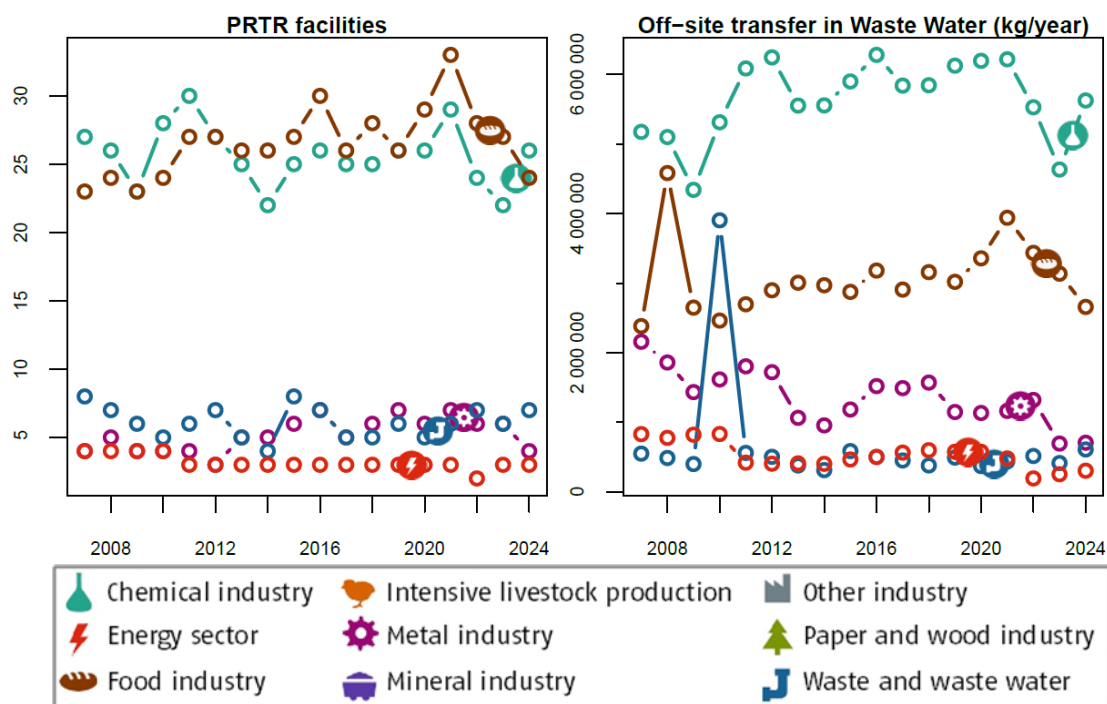 PRTR facilities
30
25
20
15
10
5
2008 2012 2016 2020 2024
Off−site transfer in Waste Water (kg/year)
6 000 000
4 000 000
2 000 000
0
2008 2012 2016 2020 2024
Chemical industry Intensive livestock production Other industry
Energy sector Metal industry Paper and wood industry
Food industry Mineral industry Waste and waste water